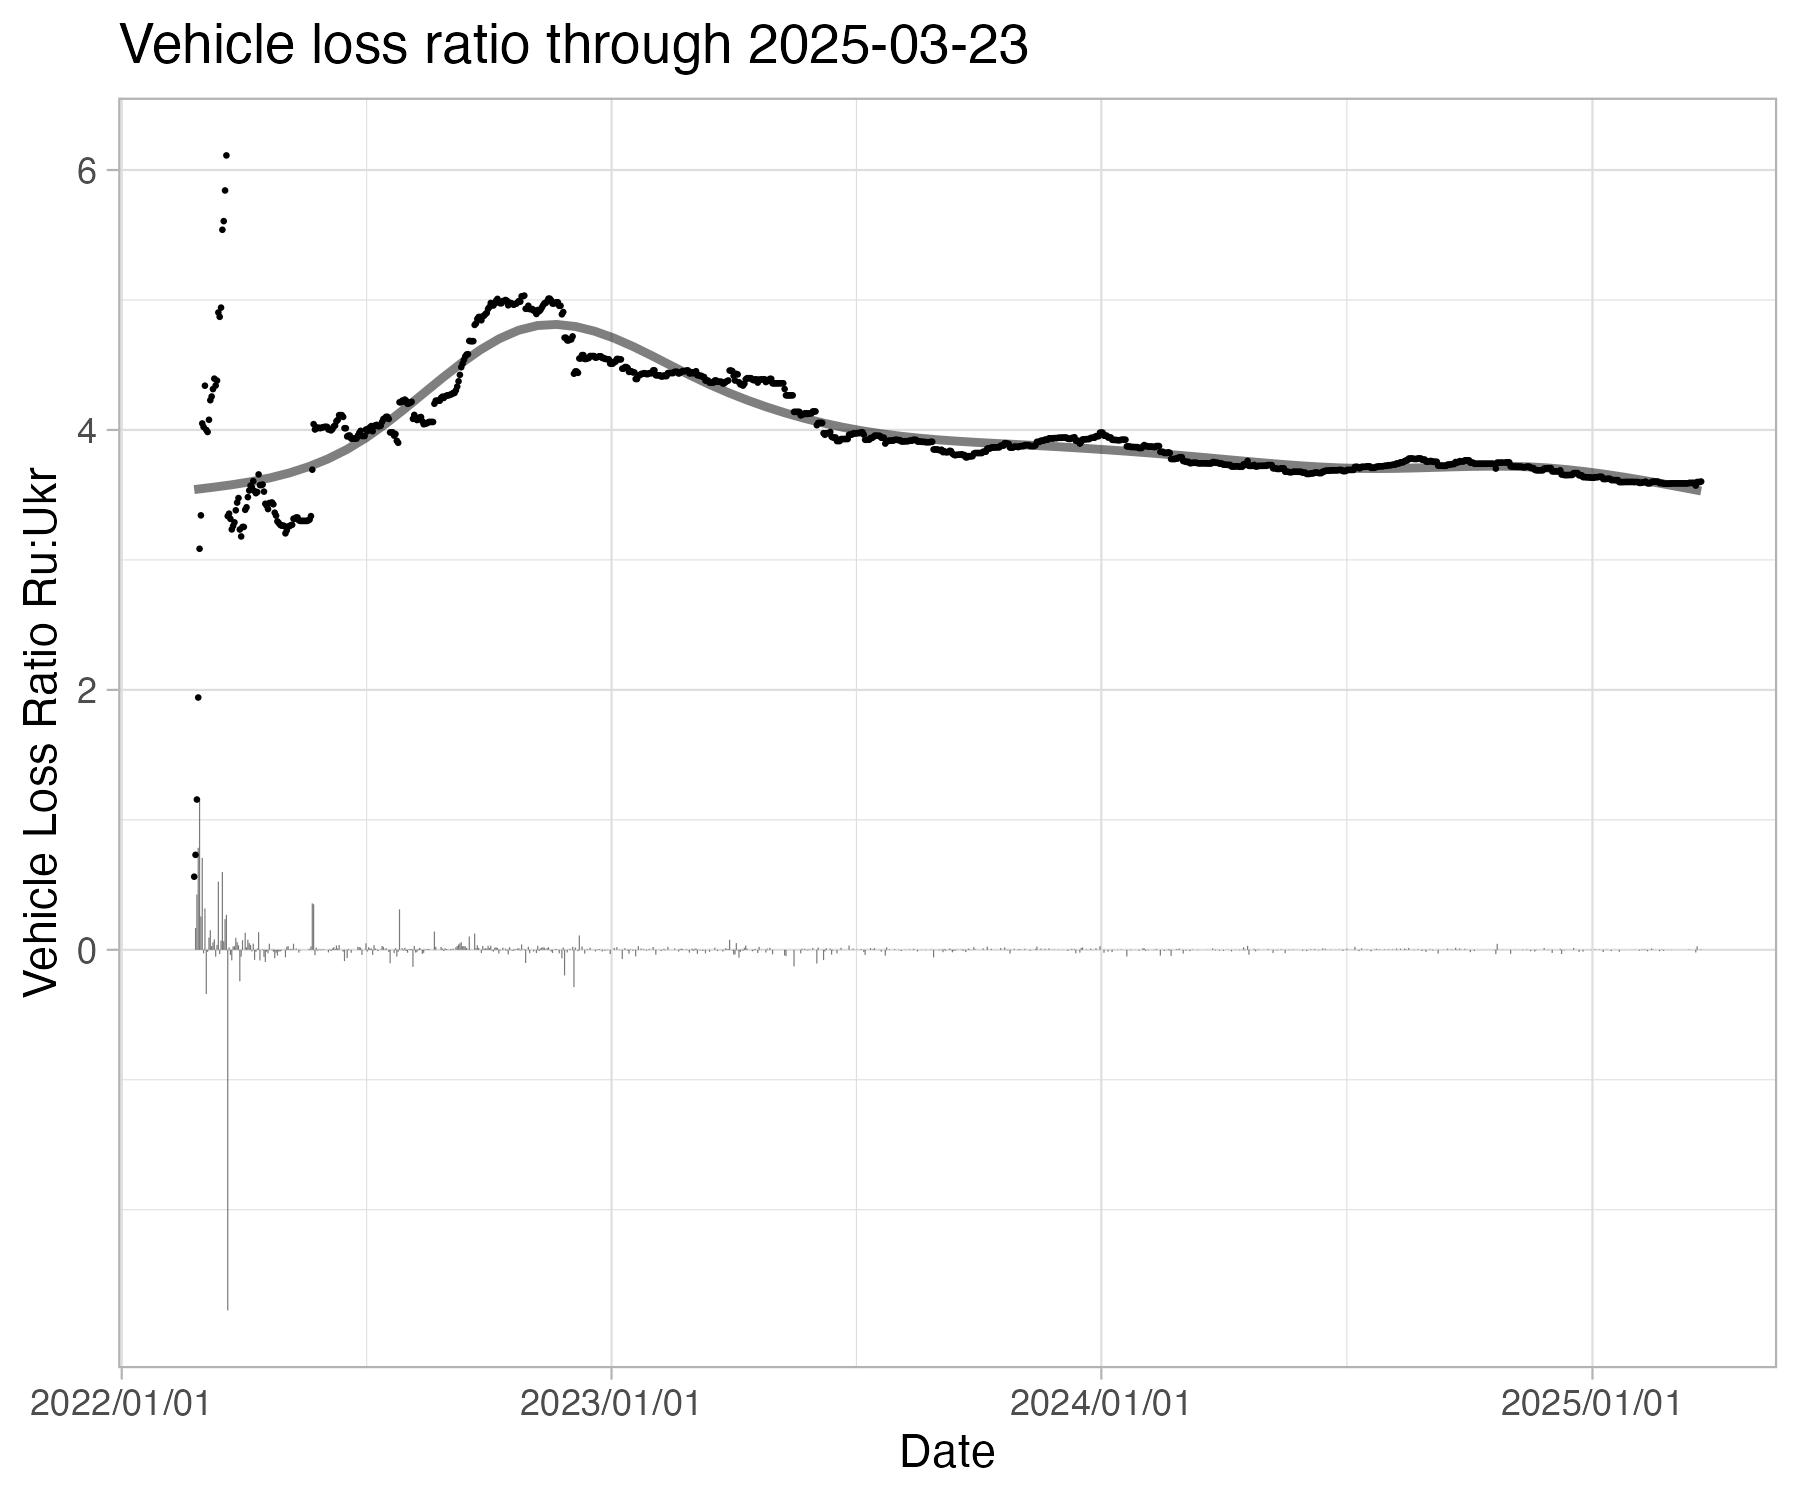 Vehicle loss ratio through 2025-03-23
Vehicle Loss Ratio Ru:Ukr
6
4
2
0
2022/01/01
2023/01/01
2024/01/01
2025/01/01
Date